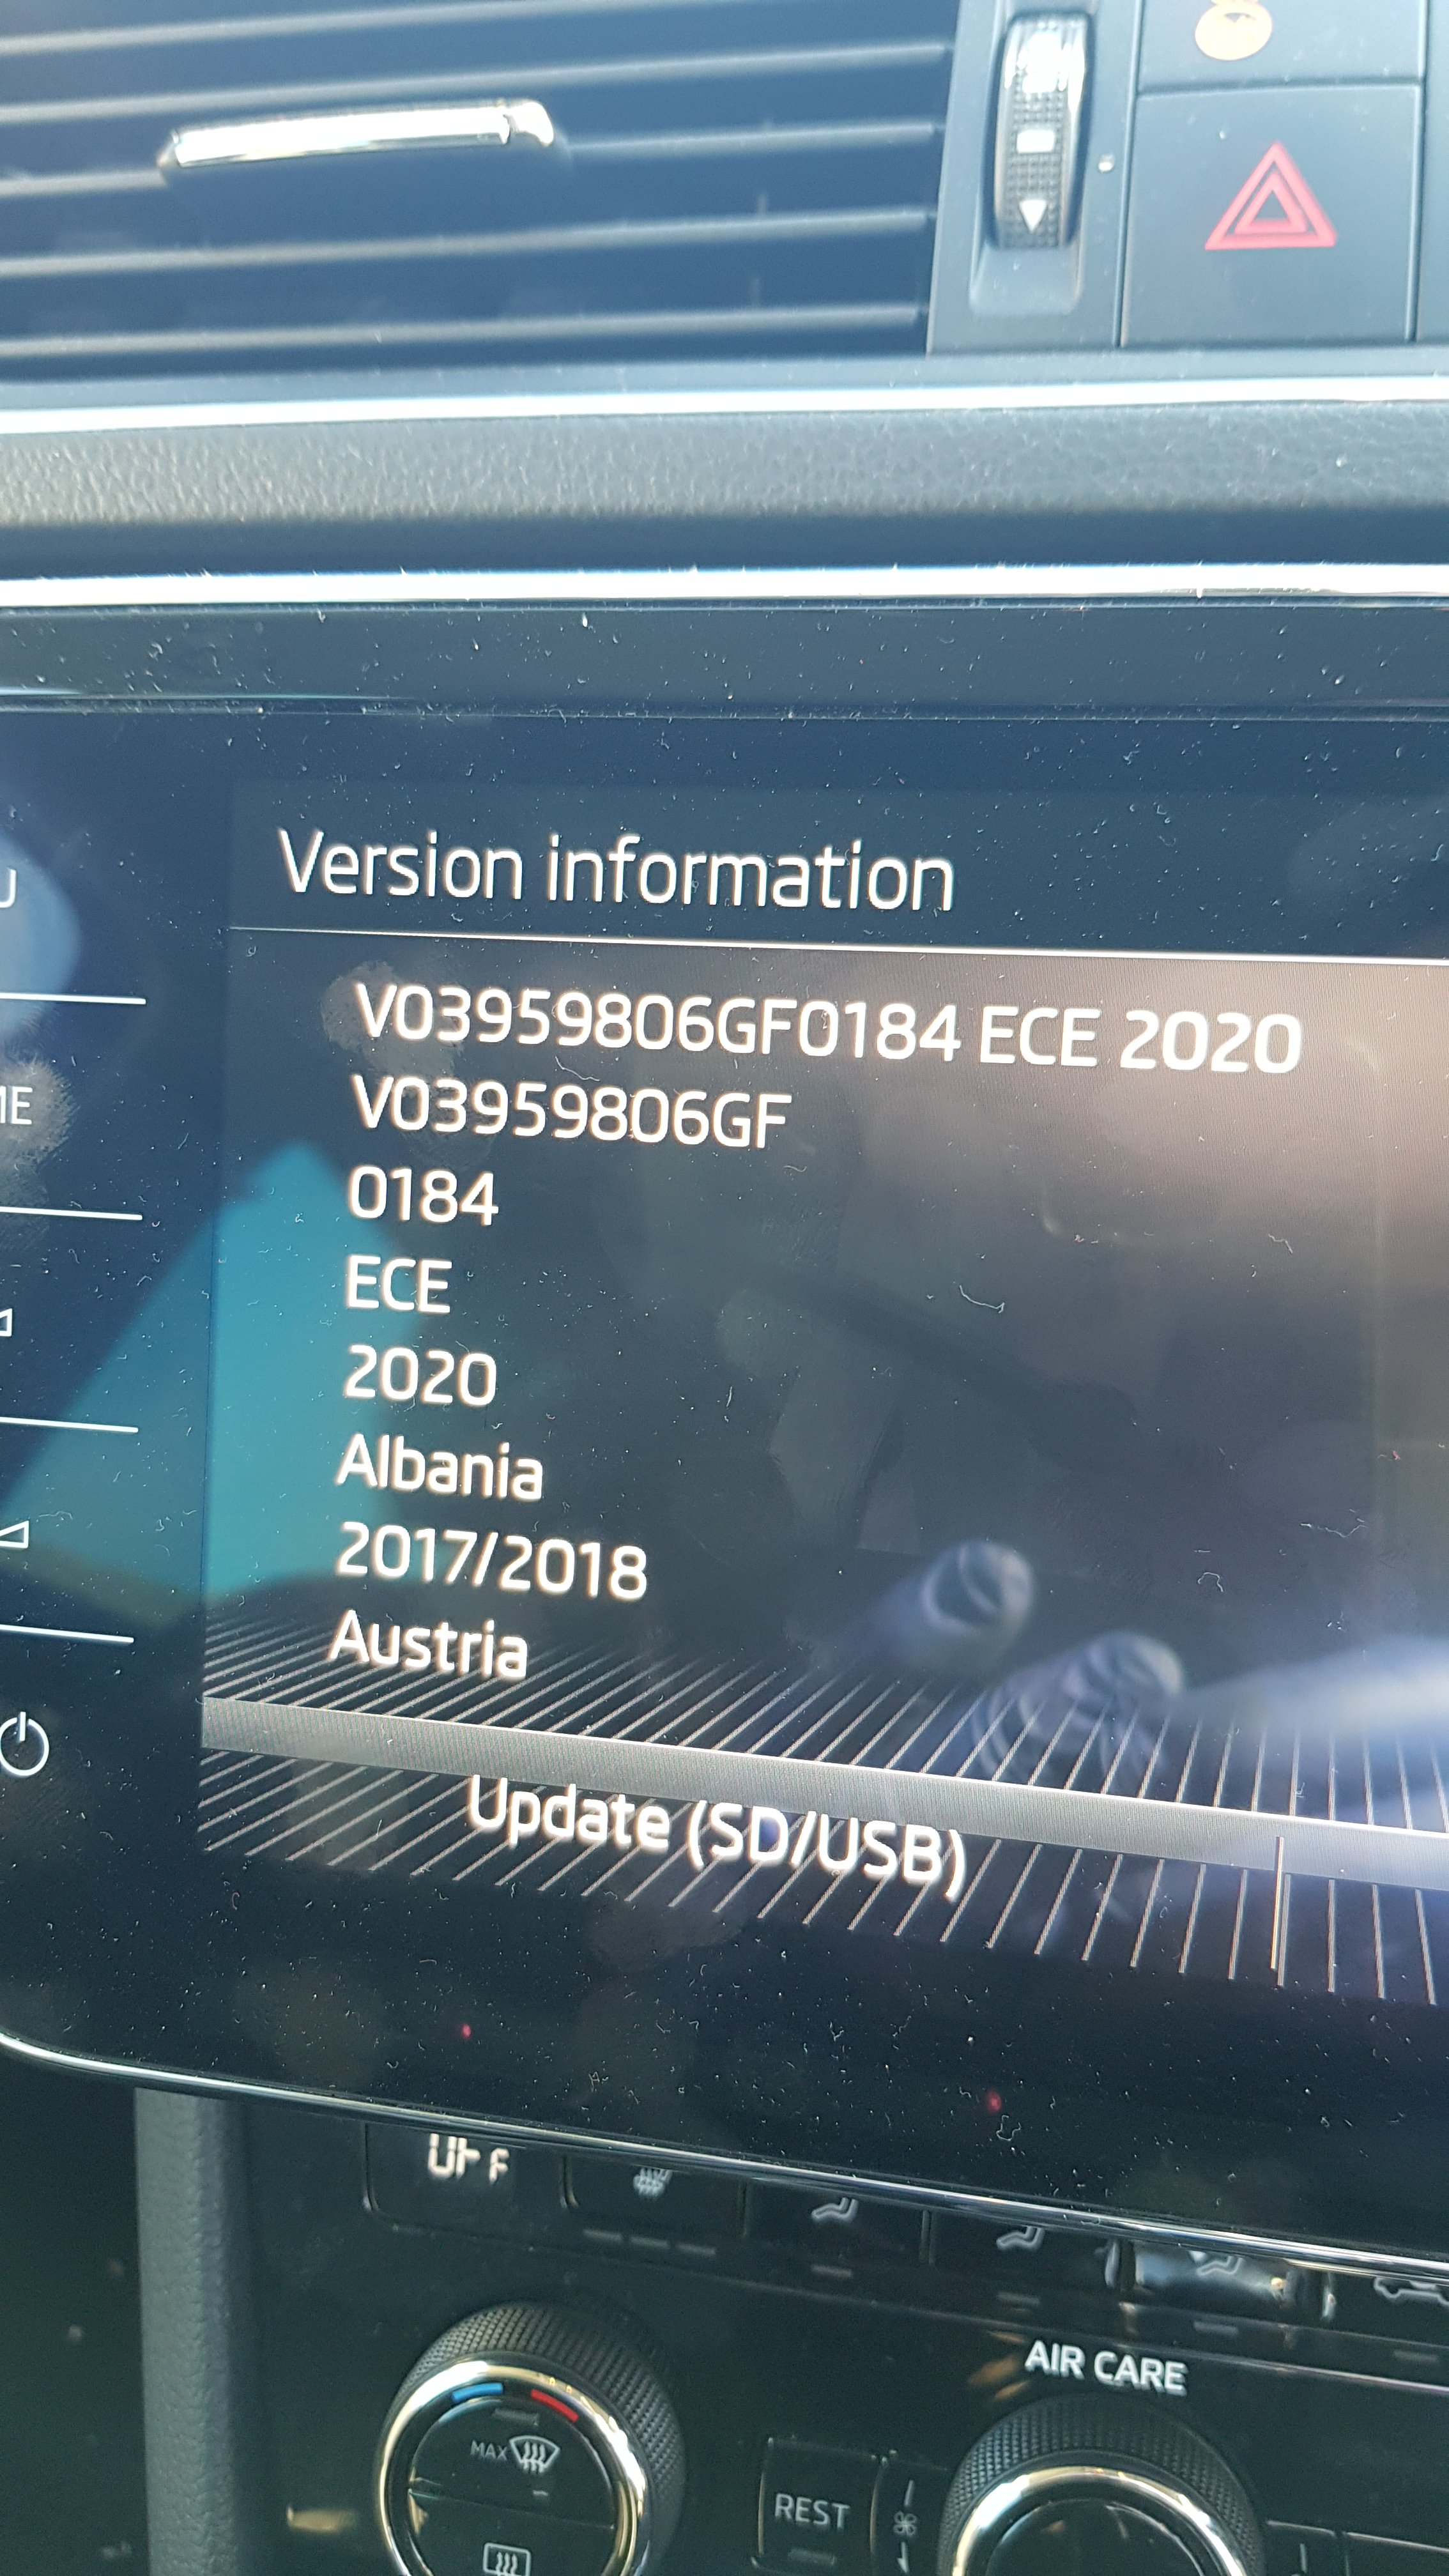 Version information
V03959806GF0184 ECE 2020
V03959806GF
0184
ECE
2020
Albania
2017/2018
Austria
Update (SD/USB)
AIR CARE
MAX
REST